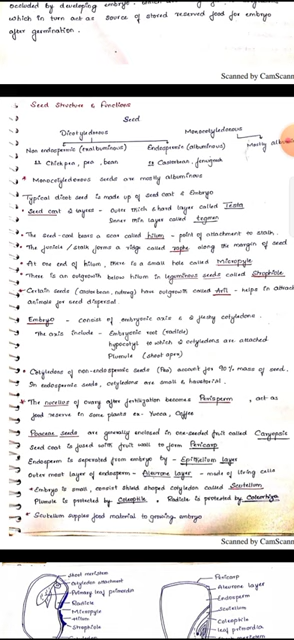 occluded by developing embryo.
which in turn act as source of stored reserved food for embryo
after germination.
Scanned by CamScann
Seed Structure & Functions
Seed
Dicotyledonous Monocotyledonous
Non endospermic (exalbuminous) Endospermic (albuminous) Mostly albu
Chickpea, pea, bean Castorbean, fenugreek
* Monocotyledonous seeds are mostly albuminous
Typical dicot seed is made up of seed coat & Embryo
Seed coat 2 layers - Outer thick & hard layer called Testa
Inner thin layer called Tegmen
The seed-coat bears a scar called hilum - point of attachment to stalk.
The funicle/stalk forms a ridge called raphe along the margin of seed
At one end of hilum, there is a small hole called Micropyle
There is an outgrowth below hilum in leguminous seeds called Strophiole
Certain seeds (castorbean, nutmeg) have outgrowth called Aril - helps in attract
animals for seed dispersal.
Embryo - consists of embryonic axis & 2 fleshy cotyledons.
The axis include - Embryonic root (radicle)
hypocotyl to which 2 cotyledons are attached
Plumule (shoot apex)
Cotyledons of non-endospermic seeds (Pea) account for 90% mass of seed.
In endospermic seeds, cotyledons are small & haustorial.
* The nucellus of ovary after fertilization becomes Perisperm, act as
food reserve in some plants ex- Yucca, Coffee
Poaceae seeds are generally enclosed in one-seeded fruit called Caryopsis
Seed coat is fused with fruit wall to form Pericarp
Endosperm is separated from embryo by - Epithelium layer
Outer most layer of endosperm - Aleurone layer - made of living cells
* Embryo is small, consist shield shaped cotyledon called Scutellum
Plumule is protected by Coleoptile. Radicle is protected by Coleorhiza
* Scutellum supplies food material to growing embryo
Scanned by CamScann
Shoot meristem
Cotyledon attachment
Primary leaf primordia
Radicle
Micropyle
Hilum
Strophiole
Pericarp
Aleurone layer
Endosperm
Scutellum
Coleoptile
leaf primordia